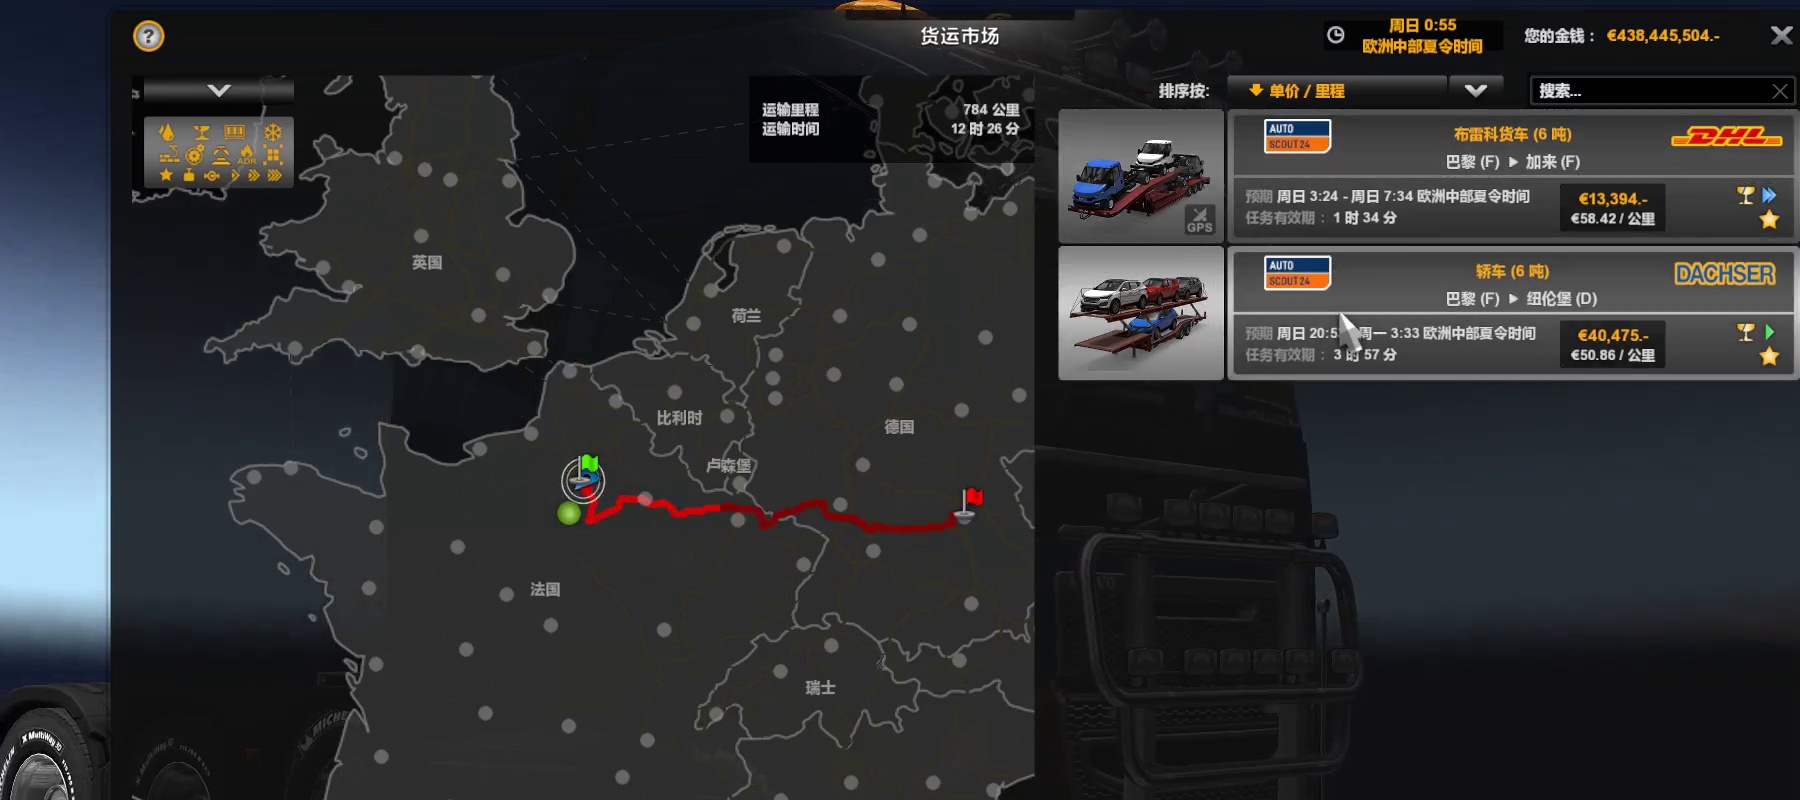 ?
货运市场
周日 0:55
欧洲中部夏令时间
您的金钱： €438,445,504.-
运输里程 784 公里
运输时间 12 时 26 分
排序按: 单价 / 里程
搜索...
ADR
英国
荷兰
比利时
卢森堡
德国
法国
瑞士
GPS
AUTO
SCOUT24
布雷科货车 (6 吨)
DHL
巴黎 (F) ▶ 加来 (F)
预期 周日 3:24 - 周日 7:34 欧洲中部夏令时间
任务有效期： 1 时 34 分
€13,394.-
€58.42 / 公里
AUTO
SCOUT24
轿车 (6 吨)
DACHSER
巴黎 (F) ▶ 纽伦堡 (D)
预期 周日 20:5 周一 3:33 欧洲中部夏令时间
任务有效期： 3 时 57 分
€40,475.-
€50.86 / 公里
X MultiWay 3D
MICHE